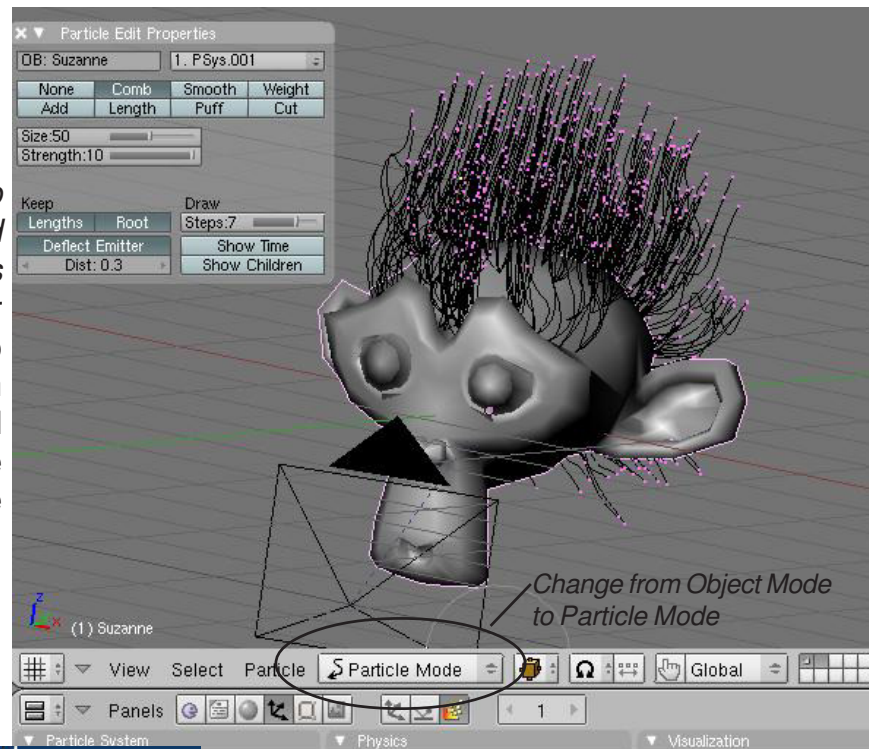 Particle Edit Properties
OB: Suzanne
1. PSys.001
None Comb Smooth Weight
Add Length Puff Cut
Size:50
Strength:10
Keep Draw
Lengths Root Steps:7
Deflect Emitter Show Time
Dist: 0.3 Show Children
Change from Object Mode
to Particle Mode
z
x
(1) Suzanne
View Select Particle Particle Mode Global
Panels 1
Particle System Physics Visualization